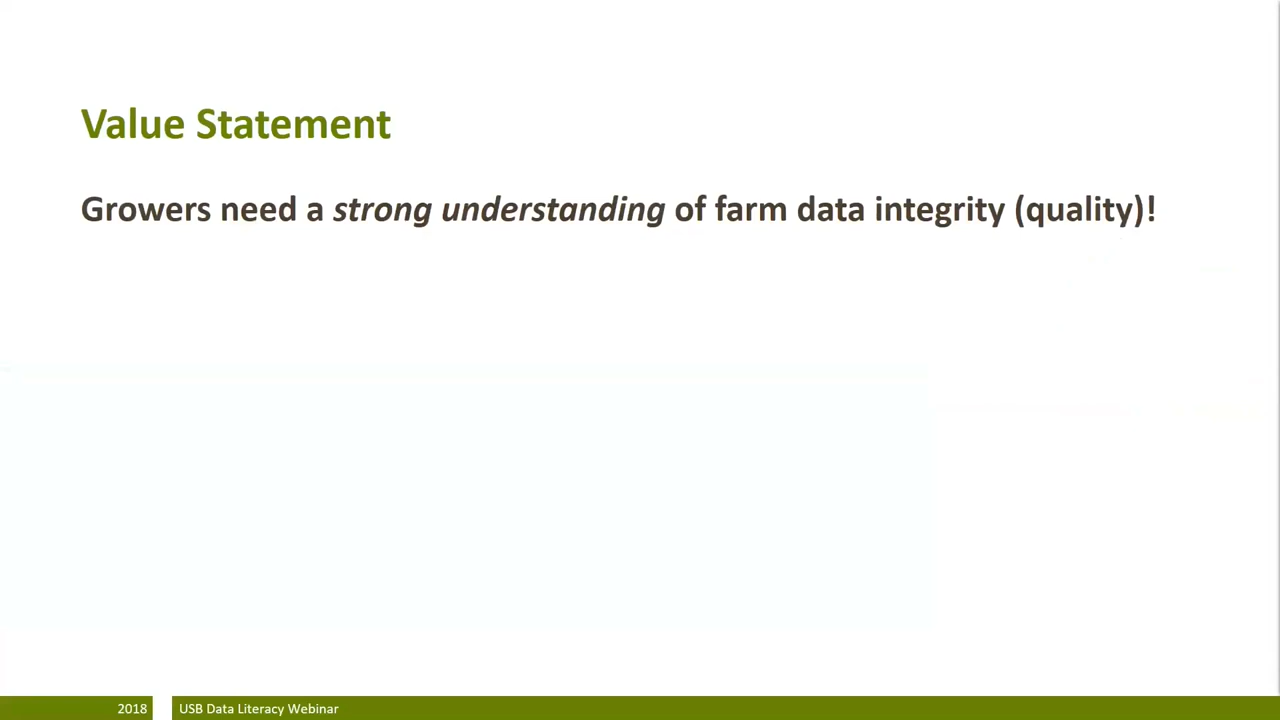 Value Statement
Growers need a strong understanding of farm data integrity (quality)!
2018
USB Data Literacy Webinar